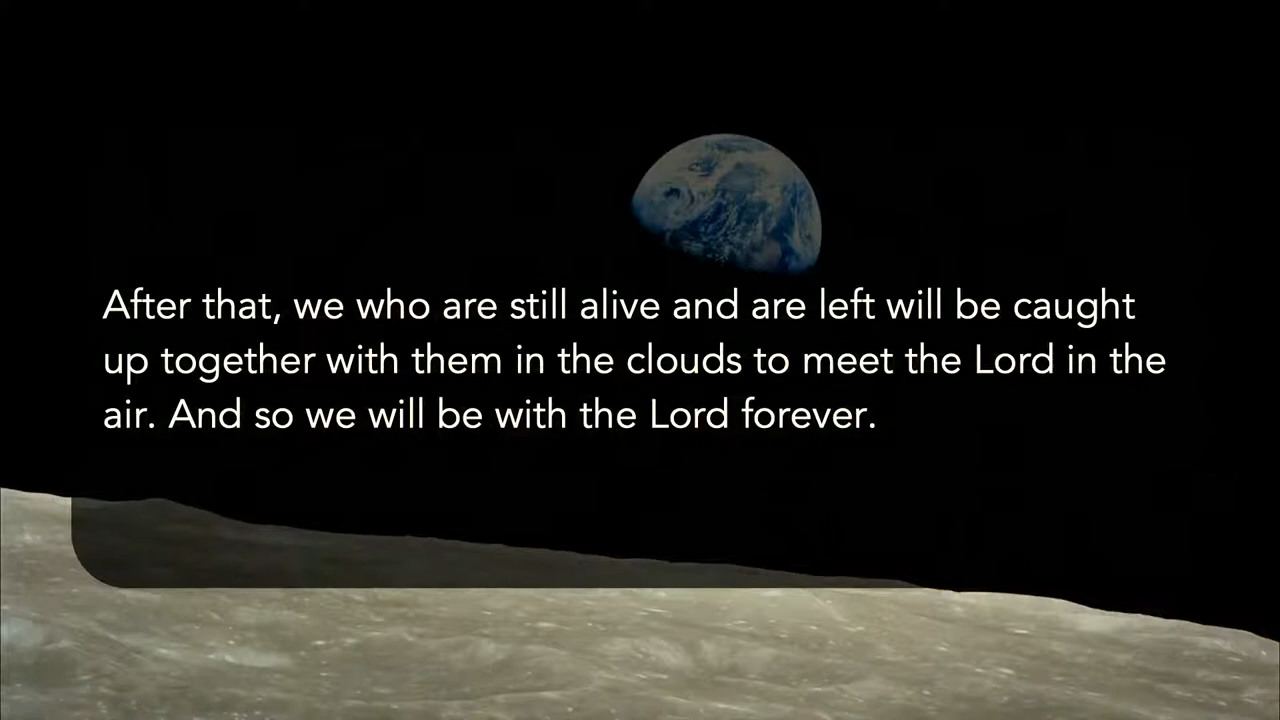 After that, we who are still alive and are left will be caught
up together with them in the clouds to meet the Lord in the
air. And so we will be with the Lord forever.